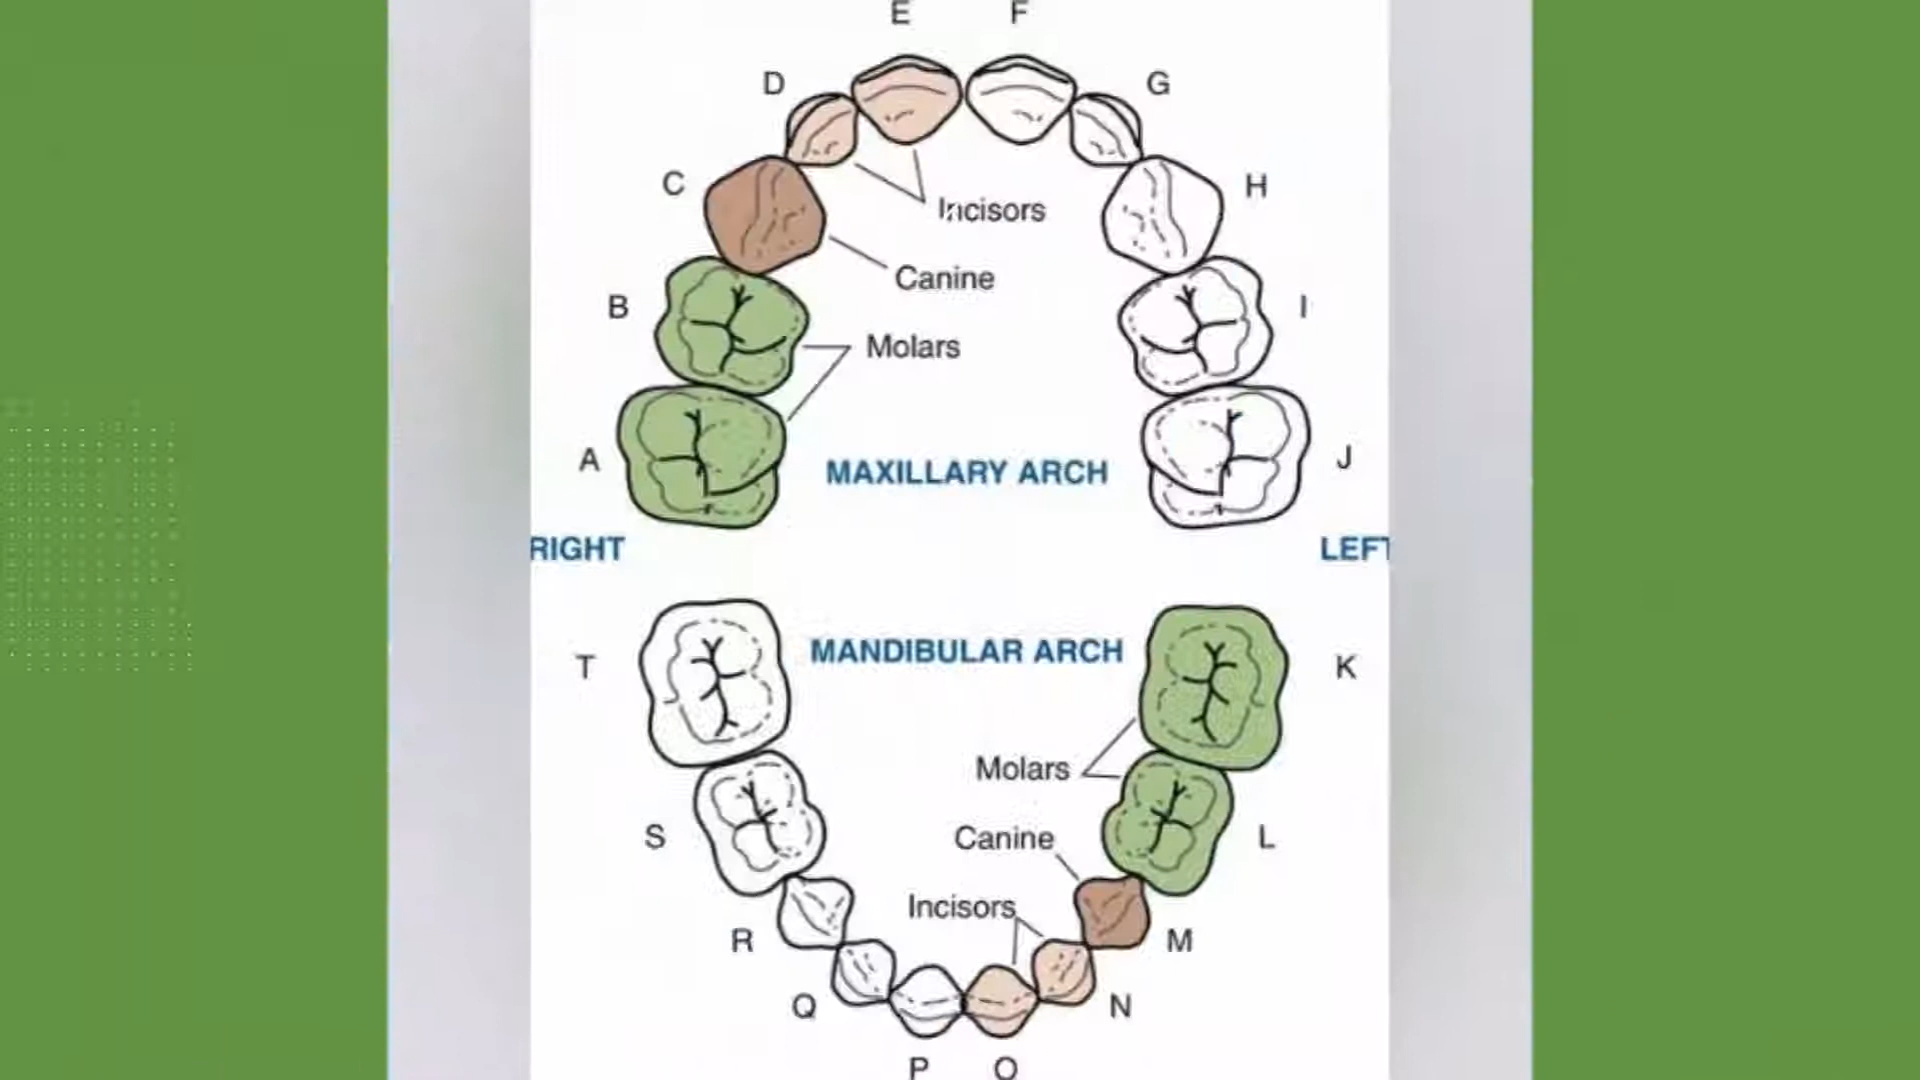 E F
D G
C H
Incisors
Canine
B I
Molars
A J
MAXILLARY ARCH
RIGHT LEFT
T MANDIBULAR ARCH K
Molars
S Canine L
Incisors
R M
Q N
P O